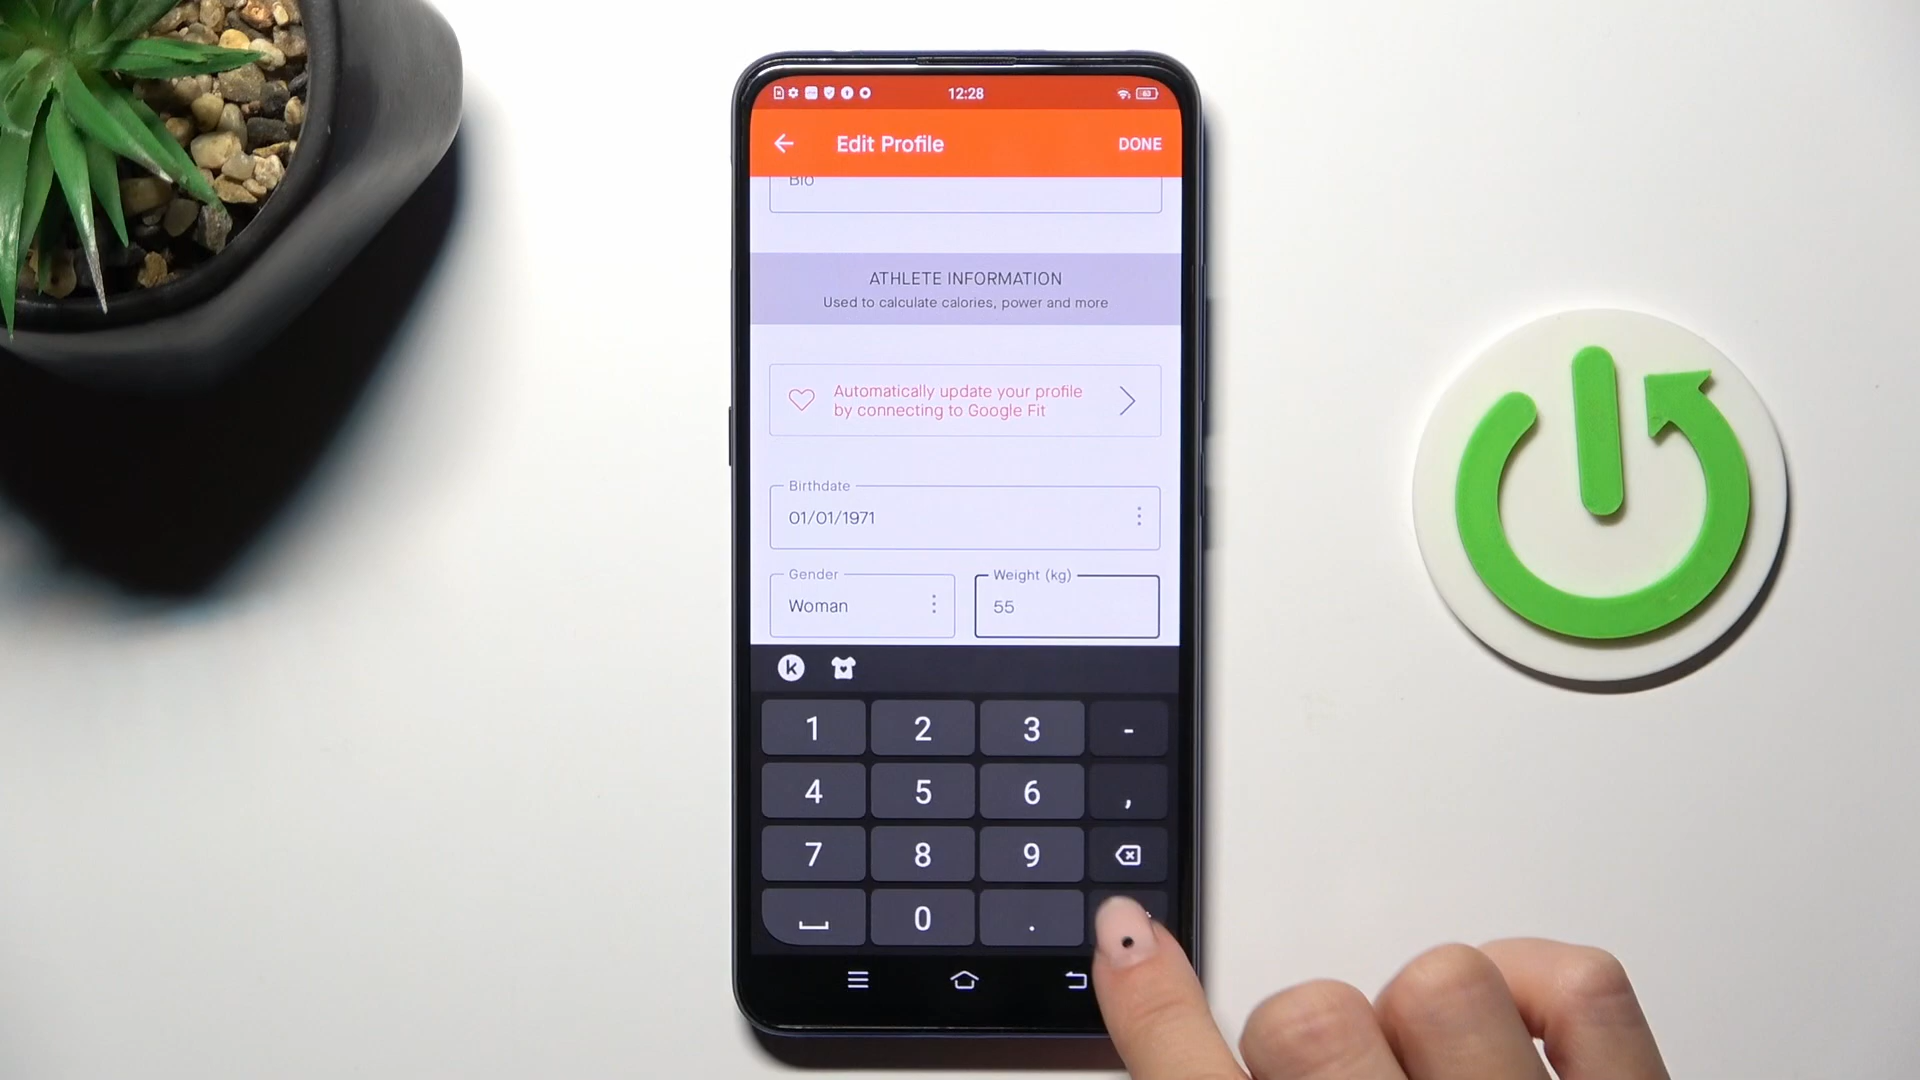 12:28
63
Edit Profile
DONE
Bio
ATHLETE INFORMATION
Used to calculate calories, power and more
Automatically update your profile
by connecting to Google Fit
Birthdate
01/01/1971
Gender
Weight (kg)
Woman
55
k
1 2 3 -
4 5 6 ,
7 8 9
0 .